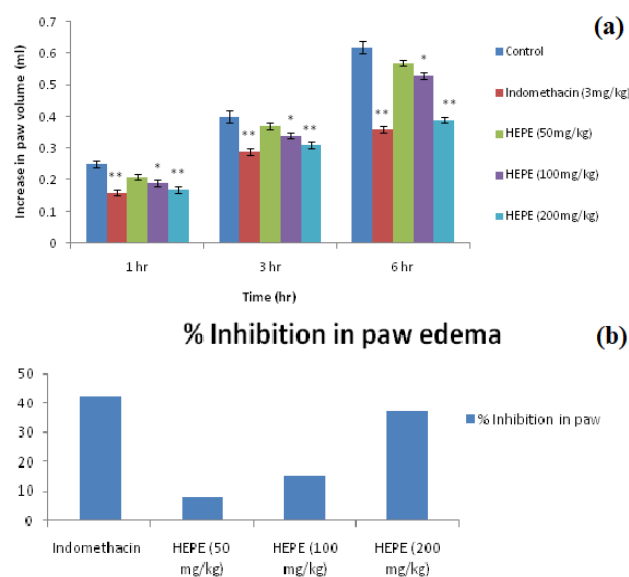 (a)
Increase in paw volume (ml)
0.7
0.6
0.5
0.4
0.3
0.2
0.1
0
**
*
**
**
*
**
**
*
**
1 hr
3 hr
6 hr
Time (hr)
Control
Indomethacin (3mg/kg)
HEPE (50mg/kg)
HEPE (100mg/kg)
HEPE (200mg/kg)
% Inhibition in paw edema
(b)
50
40
30
20
10
0
Indomethacin
HEPE (50
mg/kg)
HEPE (100
mg/kg)
HEPE (200
mg/kg)
% Inhibition in paw